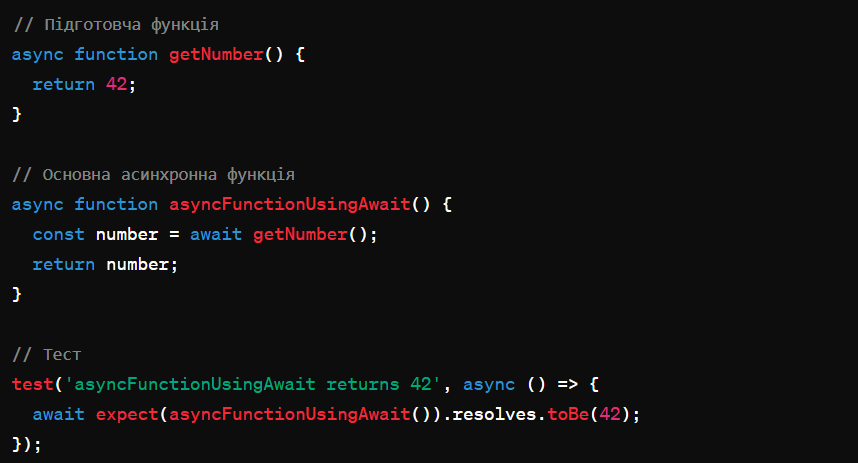 // Підготовча функція
async function getNumber() {
  return 42;
}

// Основна асинхронна функція
async function asyncFunctionUsingAwait() {
  const number = await getNumber();
  return number;
}

// Тест
test('asyncFunctionUsingAwait returns 42', async () => {
  await expect(asyncFunctionUsingAwait()).resolves.toBe(42);
});